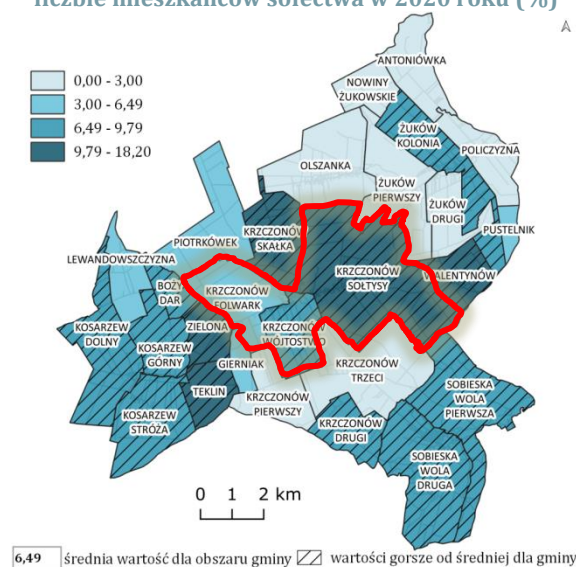 liczbie mieszkańców sołectwa w 2020 roku (%)
0,00 - 3,00
3,00 - 6,49
6,49 - 9,79
9,79 - 18,20
ANTONIÓWKA
NOWINY
ŻUKOWSKIE
ŻUKÓW
KOLONIA
POLICZYZNA
OLSZANKA
ŻUKÓW
PIERWSZY
ŻUKÓW
DRUGI
PUSTELNIK
KRZCZONÓW
SKAŁKA
PIOTRKÓWEK
LEWANDOWSZCZYZNA
WALENTYNÓW
KRZCZONÓW
SOŁTYSY
BOŻY
DAR
KRZCZONÓW
FOLWARK
KOSARZEW
DOLNY
ZIELONA
KRZCZONÓW
WÓJTOSTWO
KOSARZEW
GÓRNY
GIERNIAK
KRZCZONÓW
TRZECI
TEKLIN
SOBIESKA
WOLA
PIERWSZA
KRZCZONÓW
PIERWSZY
KOSARZEW
STRÓŻA
KRZCZONÓW
DRUGI
SOBIESKA
WOLA
DRUGA
0 1 2 km
6,49 średnia wartość dla obszaru gminy wartości gorsze od średniej dla gminy